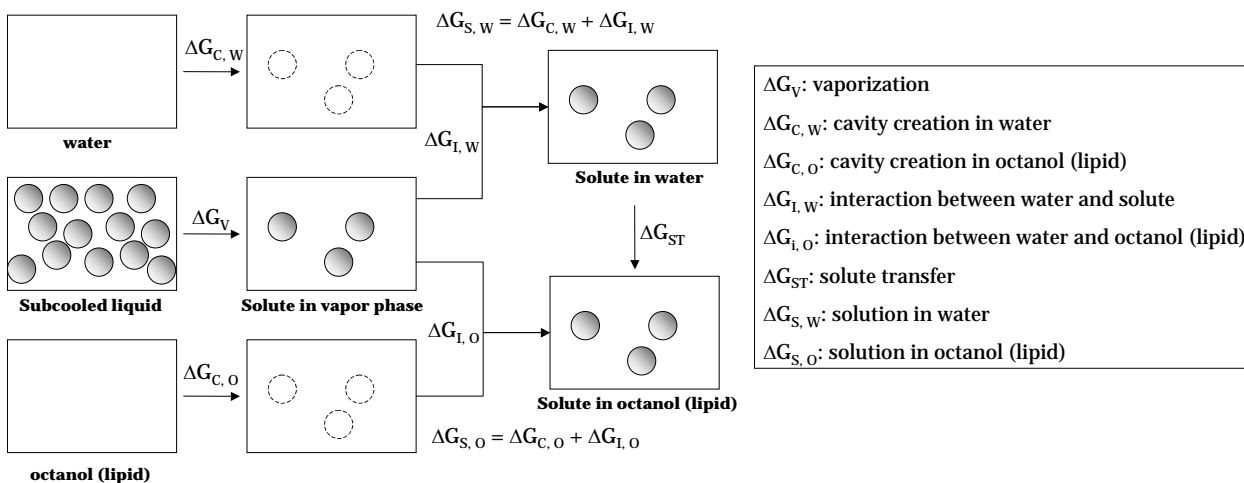 ΔG_S, W = ΔG_C, W + ΔG_I, W
ΔG_C, W
water
ΔG_I, W
Solute in water
ΔG_V
Subcooled liquid
Solute in vapor phase
ΔG_ST
ΔG_I, O
ΔG_C, O
Solute in octanol (lipid)
ΔG_S, O = ΔG_C, O + ΔG_I, O
octanol (lipid)
ΔG_V: vaporization
ΔG_C, W: cavity creation in water
ΔG_C, O: cavity creation in octanol (lipid)
ΔG_I, W: interaction between water and solute
ΔG_i, O: interaction between water and octanol (lipid)
ΔG_ST: solute transfer
ΔG_S, W: solution in water
ΔG_S, O: solution in octanol (lipid)